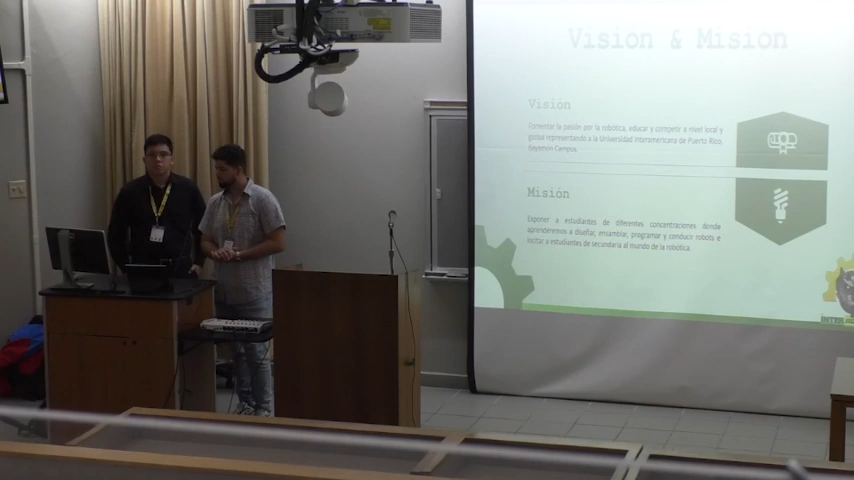 Vision & Mision
Visión
Fomentar la pasión por la robótica, educar y competir a nivel local y
global representando a la Universidad Interamericana de Puerto Rico,
Bayamon Campus.
Misión
Exponer a estudiantes de diferentes concentraciones donde
aprenderemos a diseñar, ensamblar, programar y conducir robots e
incitar a estudiantes de secundaria al mundo de la robótica.
INTER